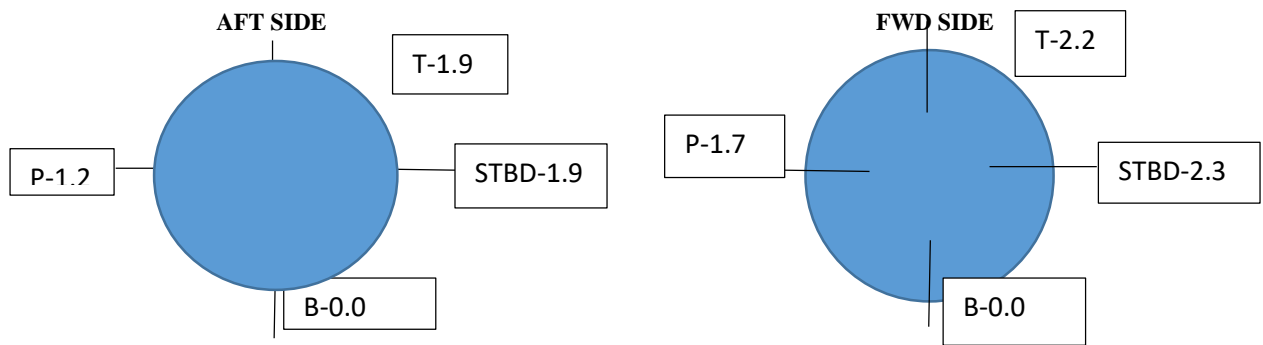 AFT SIDE
T-1.9
P-1.2
STBD-1.9
B-0.0
FWD SIDE
T-2.2
P-1.7
STBD-2.3
B-0.0